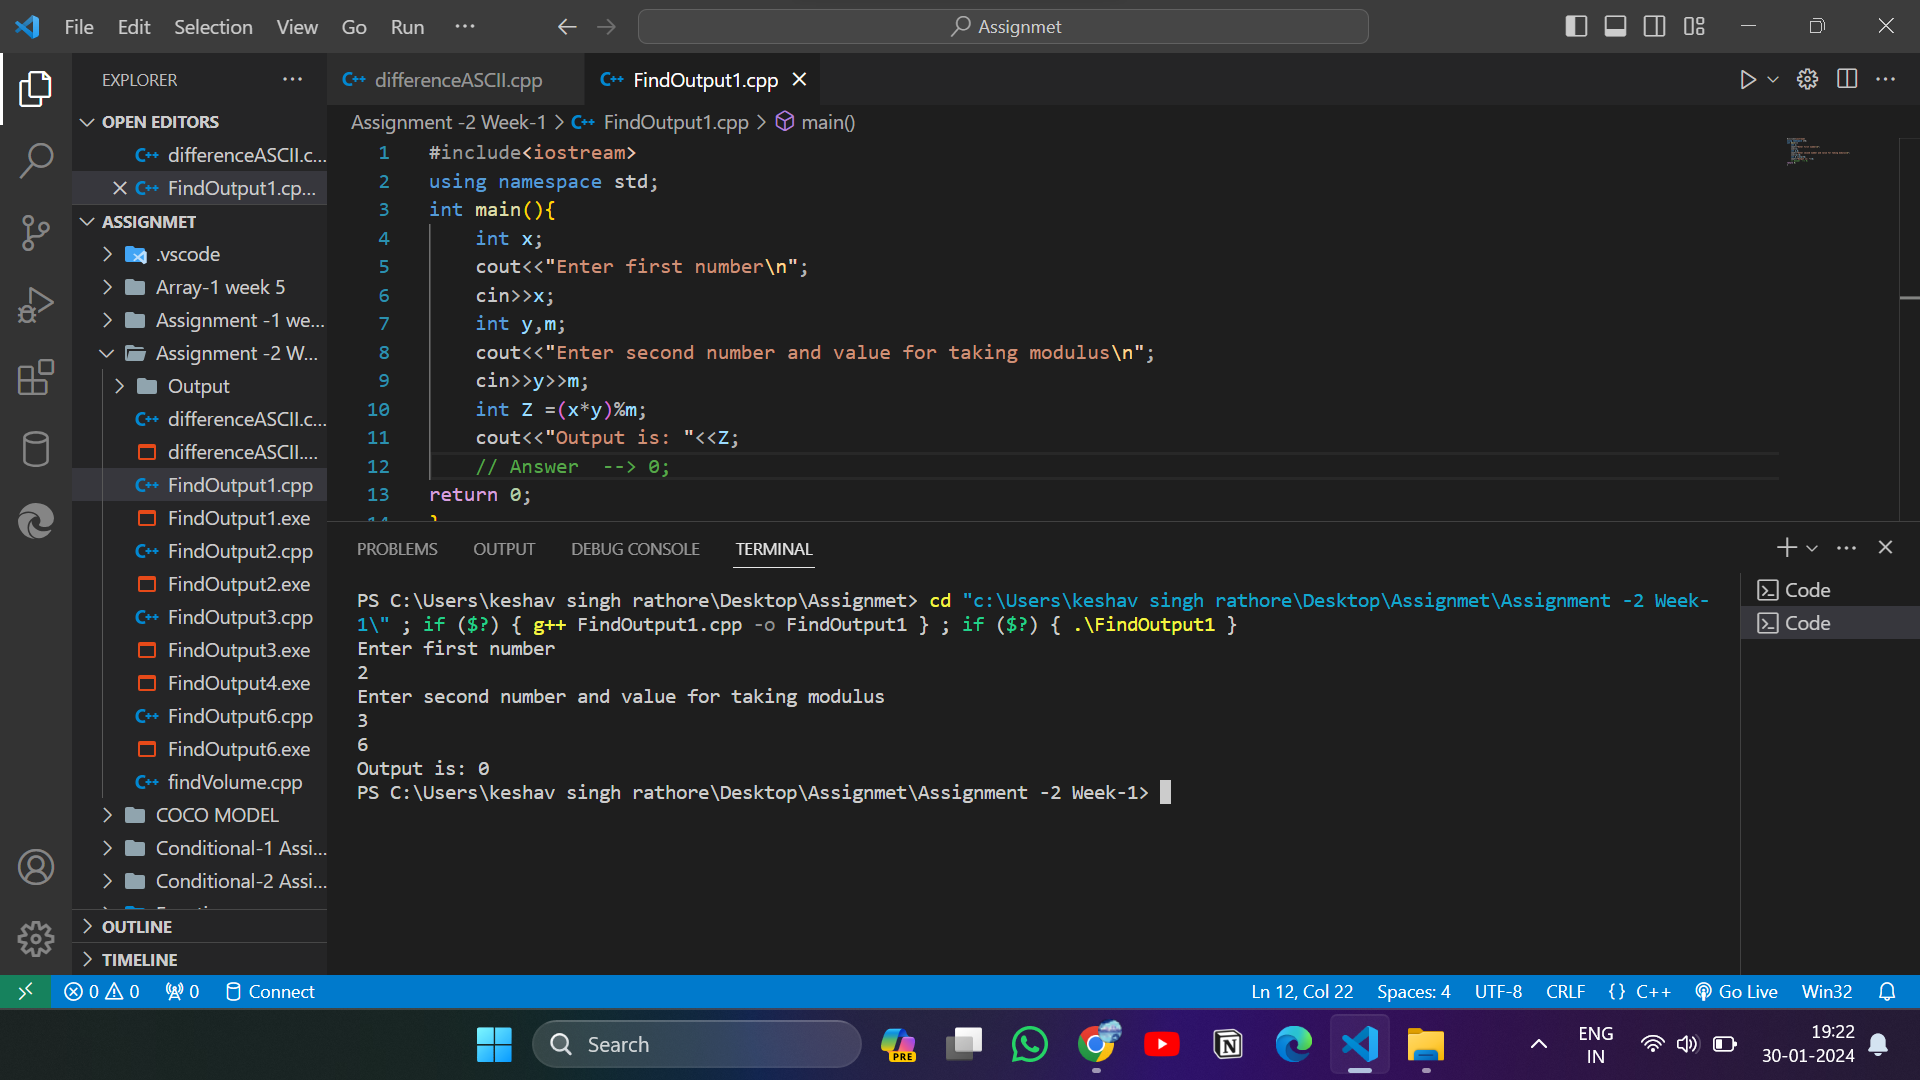 File Edit Selection View Go Run ··· Assignmet
EXPLORER ···
OPEN EDITORS
differenceASCII.c...
FindOutput1.cp...
ASSIGNMET
.vscode
Array-1 week 5
Assignment -1 we...
Assignment -2 W...
Output
differenceASCII.c...
differenceASCII....
FindOutput1.cpp
FindOutput1.exe
FindOutput2.cpp
FindOutput2.exe
FindOutput3.cpp
FindOutput3.exe
FindOutput4.exe
FindOutput6.cpp
FindOutput6.exe
findVolume.cpp
COCO MODEL
Conditional-1 Assi...
Conditional-2 Assi...
OUTLINE
TIMELINE
differenceASCII.cpp FindOutput1.cpp
Assignment -2 Week-1 > FindOutput1.cpp > main()
1 #include<iostream>
2 using namespace std;
3 int main(){
4 int x;
5 cout<<"Enter first number\n";
6 cin>>x;
7 int y,m;
8 cout<<"Enter second number and value for taking modulus\n";
9 cin>>y>>m;
10 int Z =(x*y)%m;
11 cout<<"Output is: "<<Z;
12 // Answer --> 0;
13 return 0;
14 }
PROBLEMS OUTPUT DEBUG CONSOLE TERMINAL
PS C:\Users\keshav singh rathore\Desktop\Assignmet> cd "c:\Users\keshav singh rathore\Desktop\Assignmet\Assignment -2 Week-
1\" ; if ($?) { g++ FindOutput1.cpp -o FindOutput1 } ; if ($?) { .\FindOutput1 }
Enter first number
2
Enter second number and value for taking modulus
3
6
Output is: 0
PS C:\Users\keshav singh rathore\Desktop\Assignmet\Assignment -2 Week-1>
Code
Code
0 0 0 Connect Ln 12, Col 22 Spaces: 4 UTF-8 CRLF {} C++ Go Live Win32
Search PRE ENG 19:22
IN 30-01-2024